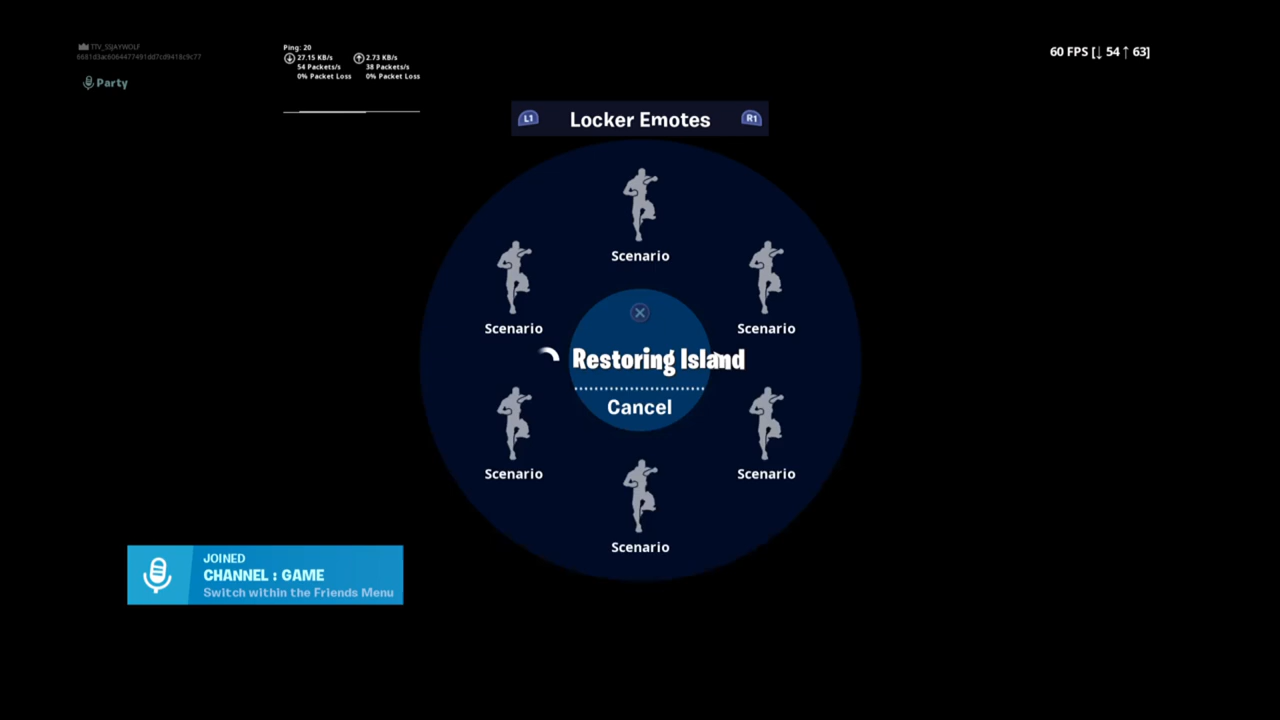 TTV_SSJAYWOLF
Party
Ping: 20
27.15 KB/s
2.73 KB/s
54 Packets/s
38 Packets/s
0% Packet Loss
0% Packet Loss
60 FPS [↓ 54 ↑ 63]
L1
Locker Emotes
R1
Scenario
Scenario
Scenario
Restoring Island
Cancel
Scenario
Scenario
Scenario
JOINED
CHANNEL : GAME
Switch within the Friends Menu